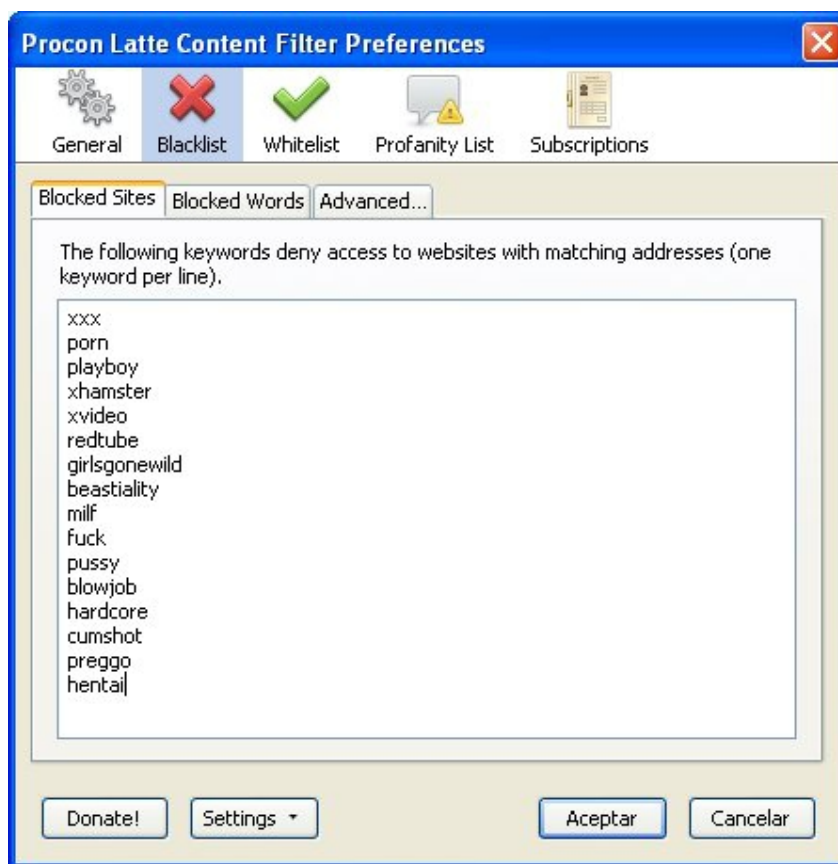 Procon Latte Content Filter Preferences
General Blacklist Whitelist Profanity List Subscriptions
Blocked Sites Blocked Words Advanced...
The following keywords deny access to websites with matching addresses (one
keyword per line).
xxx
porn
playboy
xhamster
xvideo
redtube
girlsgonewild
beastiality
milf
fuck
pussy
blowjob
hardcore
cumshot
preggo
hentai
Donate! Settings Aceptar Cancelar